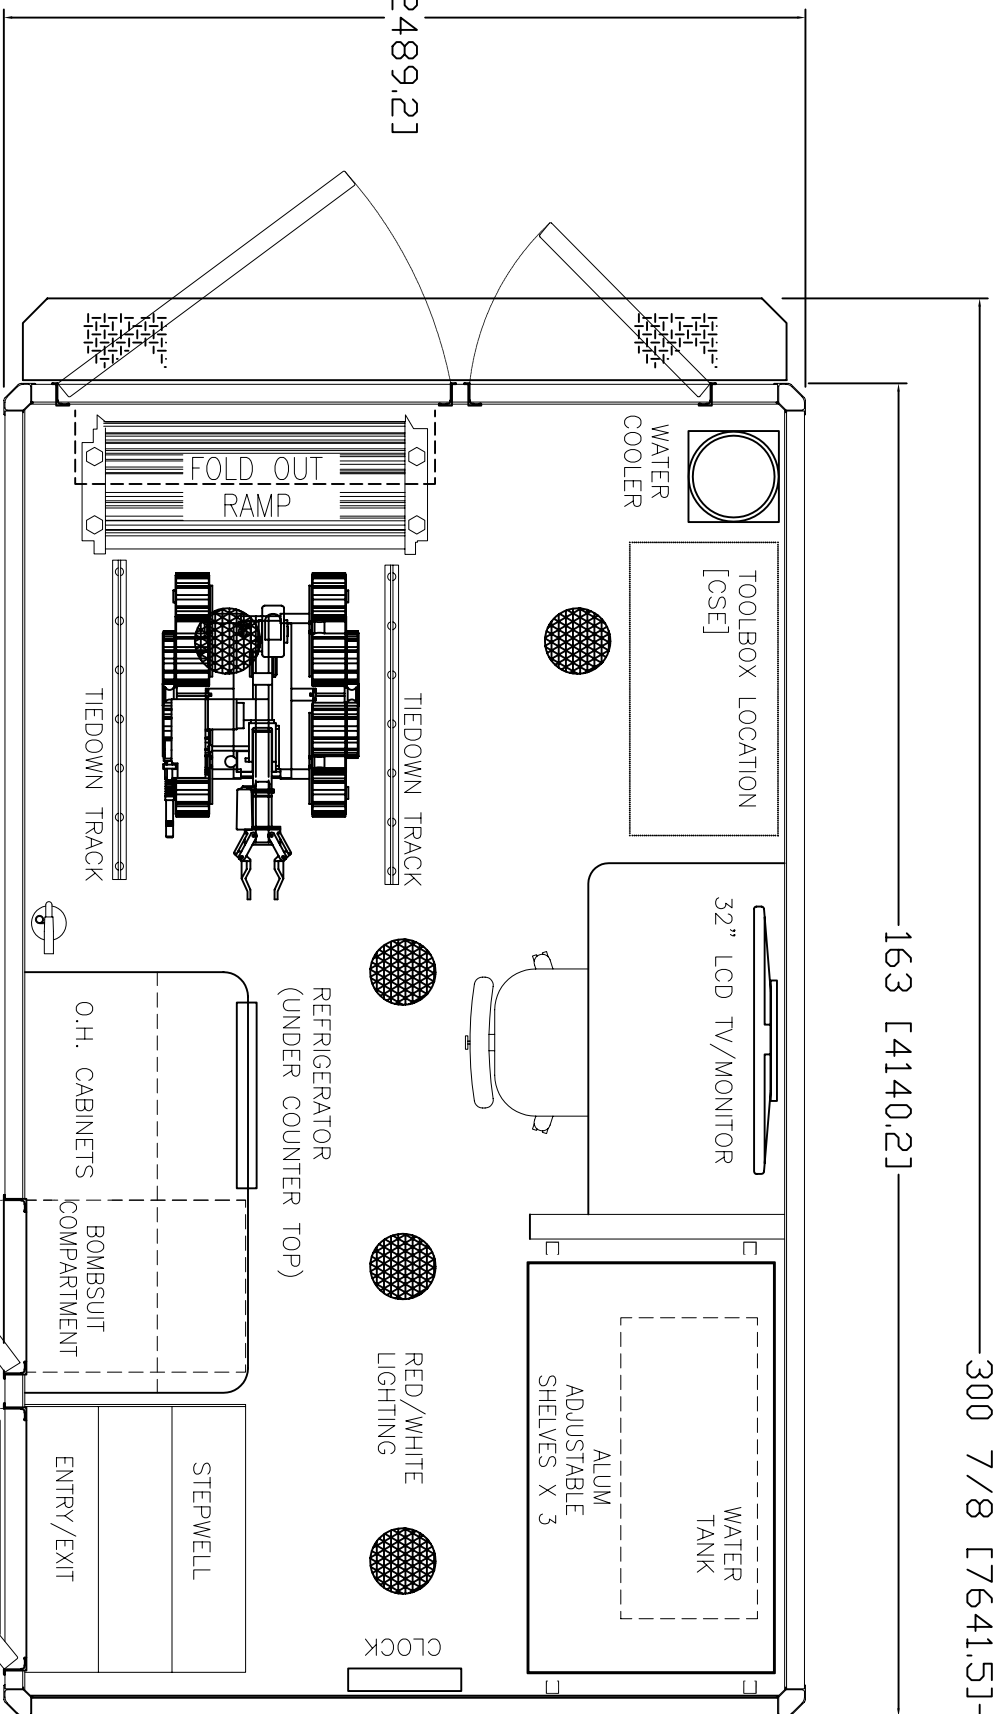 2489.2]
300 7/8 [7641.5]
163 [4140.2]
WATER
COOLER
TOOLBOX LOCATION
[CSE]
32" LCD TV/MONITOR
WATER
TANK
ALUM
ADJUSTABLE
SHELVES X 3
FOLD OUT
RAMP
TIEDOWN TRACK
TIEDOWN TRACK
REFRIGERATOR
(UNDER COUNTER TOP)
RED/WHITE
LIGHTING
CLOCK
O.H. CABINETS
BOMBSUIT
COMPARTMENT
STEPWELL
ENTRY/EXIT